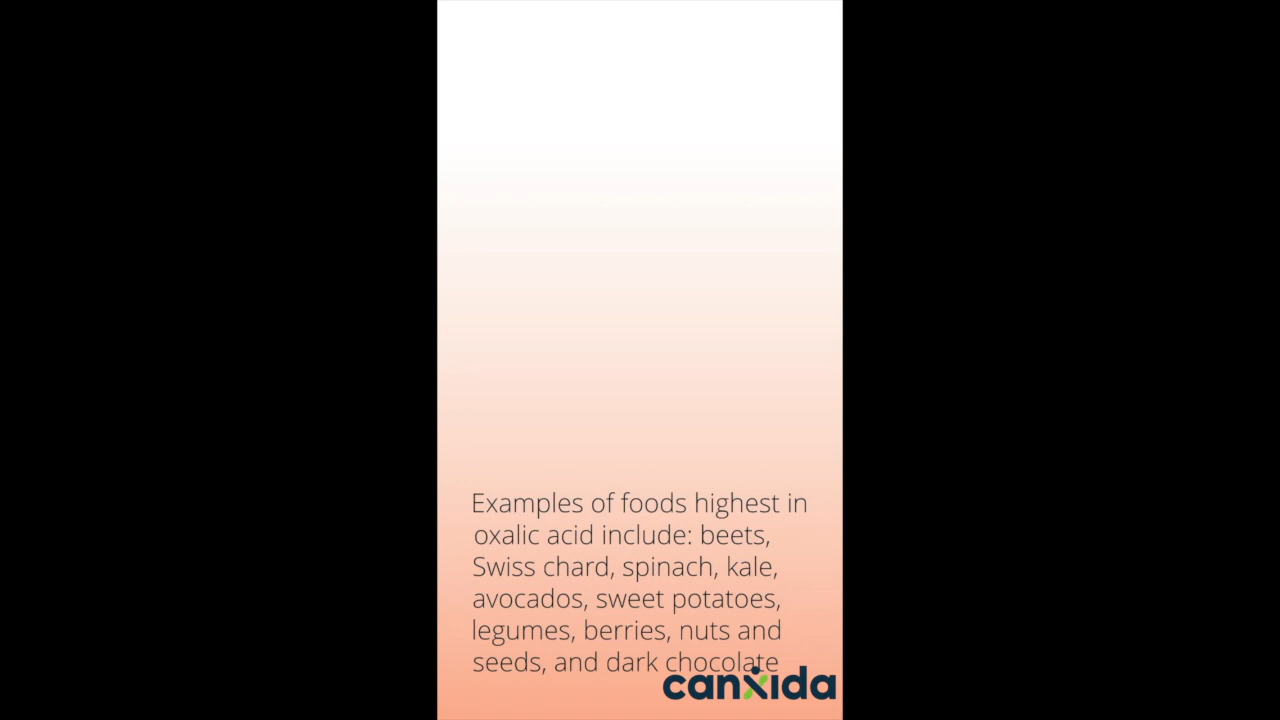 Examples of foods highest in
oxalic acid include: beets,
Swiss chard, spinach, kale,
avocados, sweet potatoes,
legumes, berries, nuts and
seeds, and dark chocolate
canxida